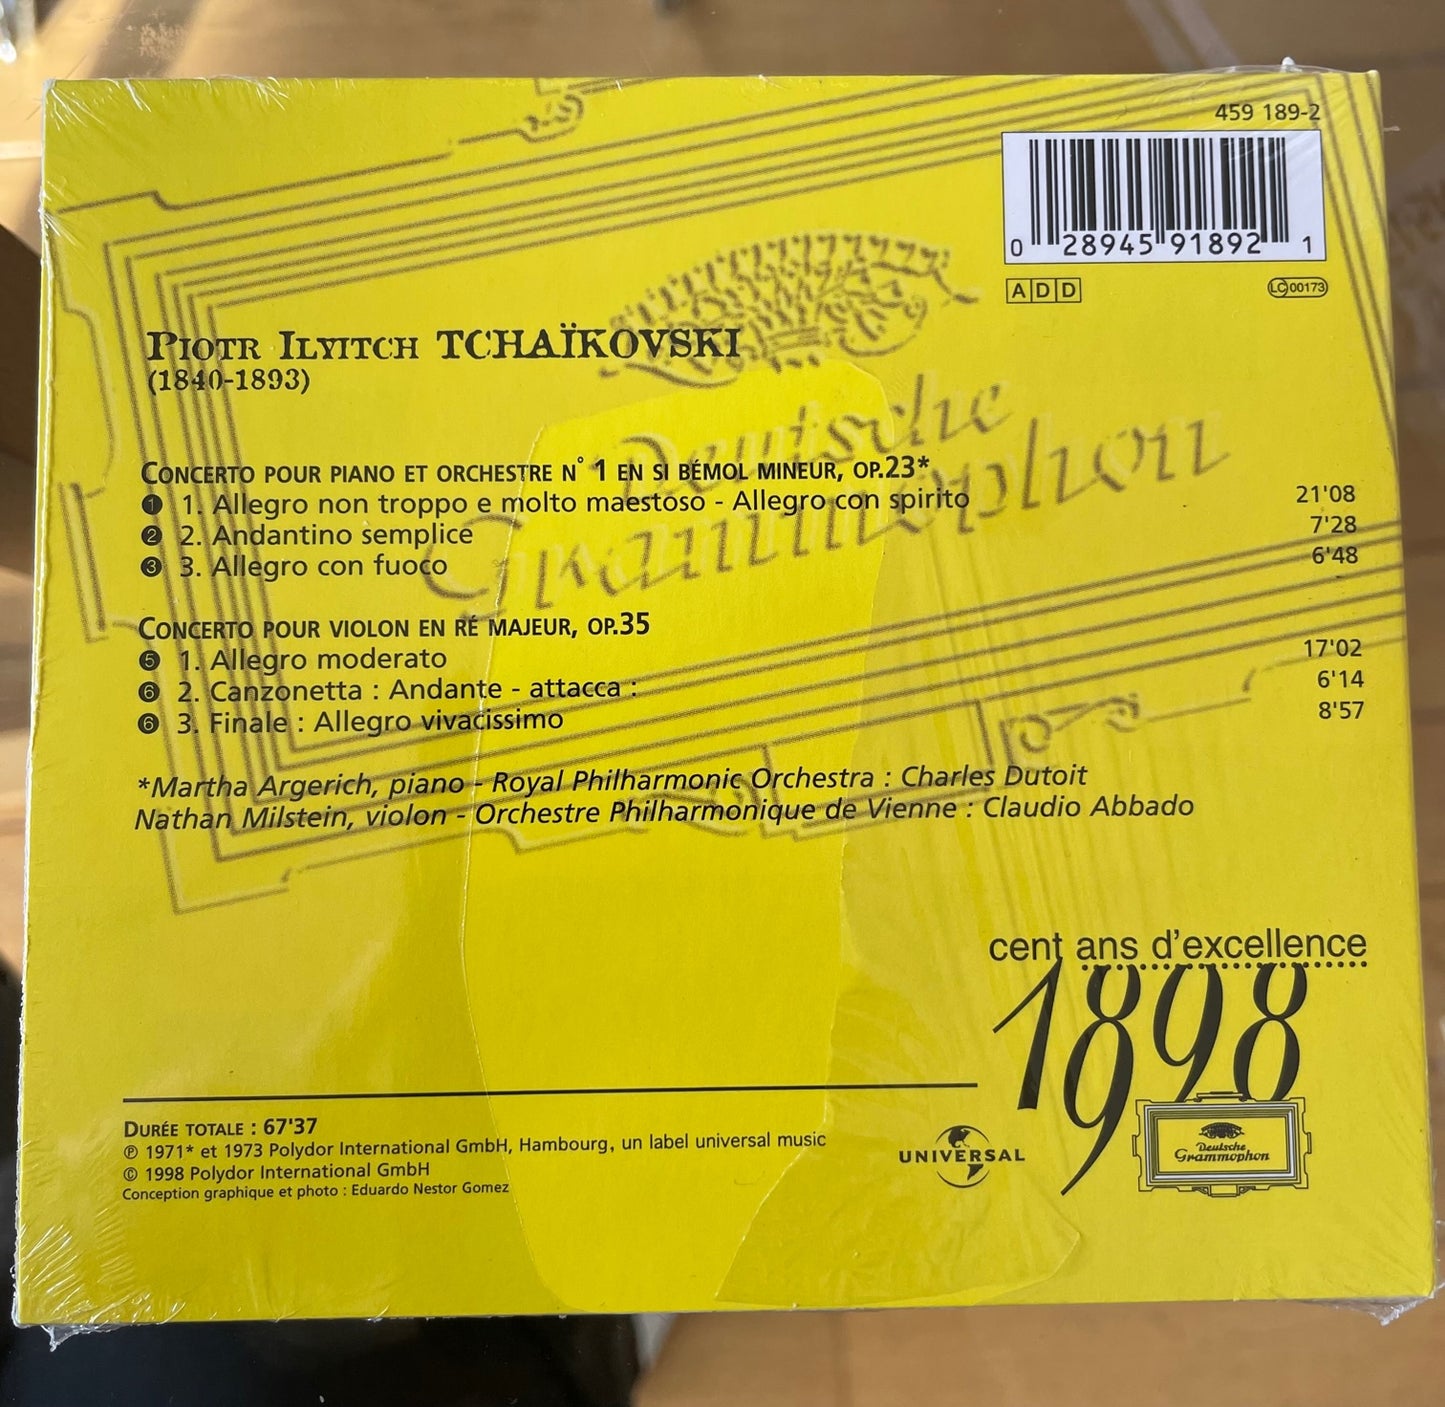 459 189-2
0 28945 91892 1
ADD
LC 00173
Piotr Ilyitch TCHAÏKOVSKI
(1840-1893)
Deutsche
Grammophon
CONCERTO POUR PIANO ET ORCHESTRE N° 1 EN SI BÉMOL MINEUR, OP.23*
1 1. Allegro non troppo e molto maestoso - Allegro con spirito 21'08
2 2. Andantino semplice 7'28
3 3. Allegro con fuoco 6'48
CONCERTO POUR VIOLON EN RÉ MAJEUR, OP.35
5 1. Allegro moderato 17'02
6 2. Canzonetta : Andante - attacca : 6'14
6 3. Finale : Allegro vivacissimo 8'57
*Martha Argerich, piano - Royal Philharmonic Orchestra : Charles Dutoit
Nathan Milstein, violon - Orchestre Philharmonique de Vienne : Claudio Abbado
cent ans d'excellence
1898
9
DURÉE TOTALE : 67'37
℗ 1971* et 1973 Polydor International GmbH, Hambourg, un label universal music
© 1998 Polydor International GmbH
Conception graphique et photo : Eduardo Nestor Gomez
UNIVERSAL
Deutsche
Grammophon